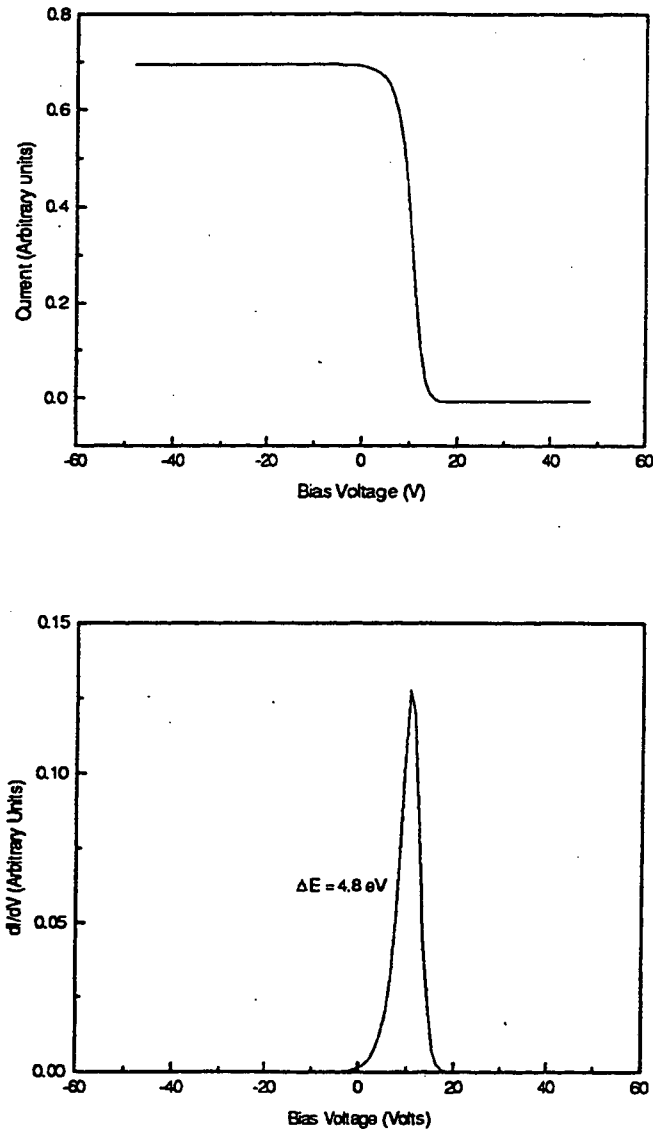 0.8
0.6
0.4
0.2
0.0
Current (Arbitrary units)
-60 -40 -20 0 20 40 60
Bias Voltage (V)
0.15
0.10
0.05
0.00
dI/dV (Arbitrary Units)
ΔE = 4.8 eV
-60 -40 -20 0 20 40 60
Bias Voltage (Volts)